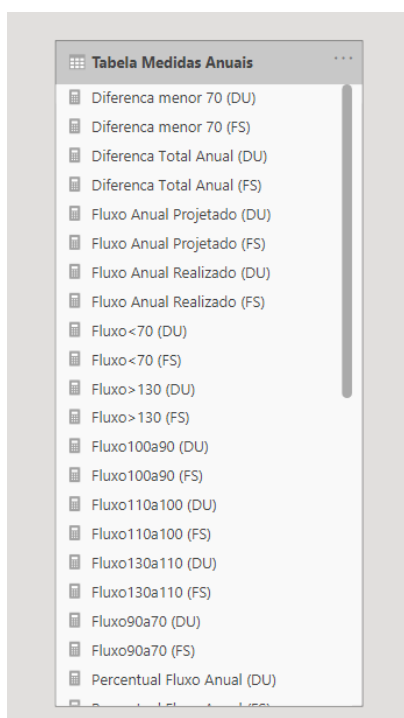 Tabela Medidas Anuais
Diferenca menor 70 (DU)
Diferenca menor 70 (FS)
Diferenca Total Anual (DU)
Diferenca Total Anual (FS)
Fluxo Anual Projetado (DU)
Fluxo Anual Projetado (FS)
Fluxo Anual Realizado (DU)
Fluxo Anual Realizado (FS)
Fluxo<70 (DU)
Fluxo<70 (FS)
Fluxo>130 (DU)
Fluxo>130 (FS)
Fluxo100a90 (DU)
Fluxo100a90 (FS)
Fluxo110a100 (DU)
Fluxo110a100 (FS)
Fluxo130a110 (DU)
Fluxo130a110 (FS)
Fluxo90a70 (DU)
Fluxo90a70 (FS)
Percentual Fluxo Anual (DU)